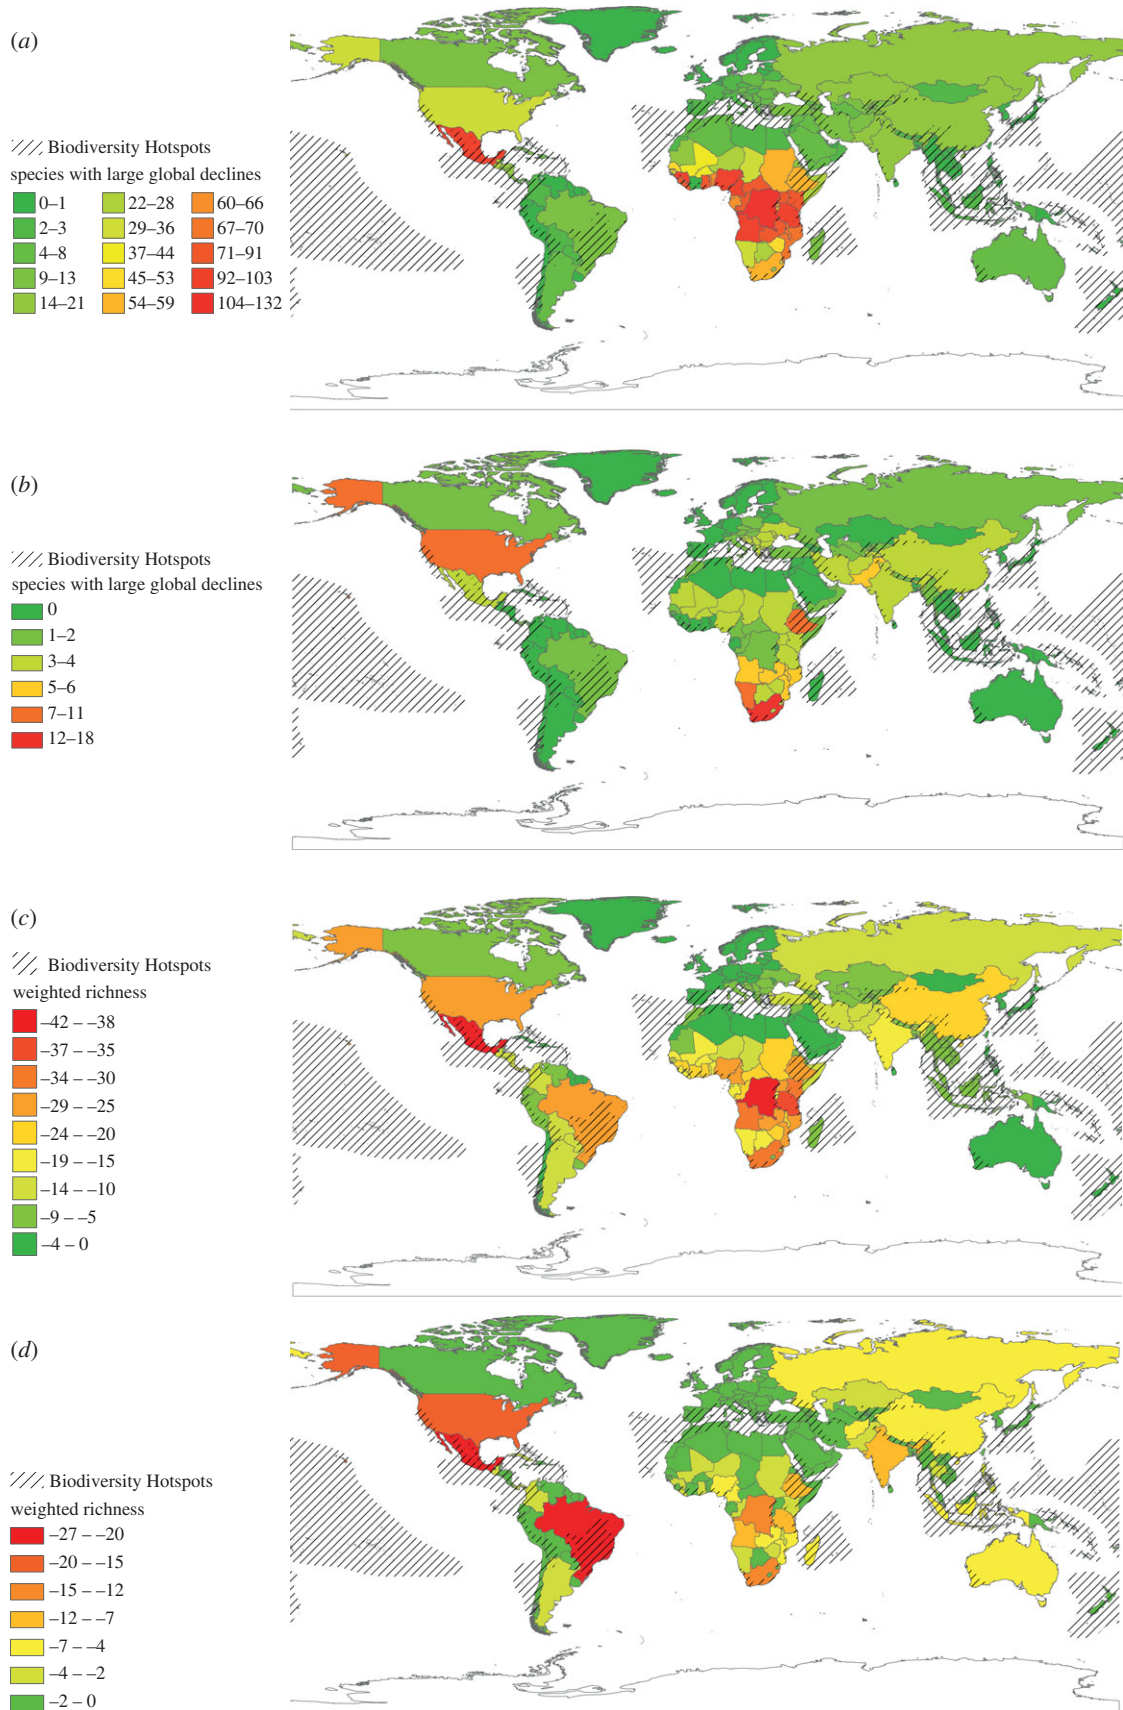 (a)
Biodiversity Hotspots
species with large global declines
0–1 22–28 60–66
2–3 29–36 67–70
4–8 37–44 71–91
9–13 45–53 92–103
14–21 54–59 104–132
(b)
Biodiversity Hotspots
species with large global declines
0
1–2
3–4
5–6
7–11
12–18
(c)
Biodiversity Hotspots
weighted richness
–42 – –38
–37 – –35
–34 – –30
–29 – –25
–24 – –20
–19 – –15
–14 – –10
–9 – –5
–4 – 0
(d)
Biodiversity Hotspots
weighted richness
–27 – –20
–20 – –15
–15 – –12
–12 – –7
–7 – –4
–4 – –2
–2 – 0